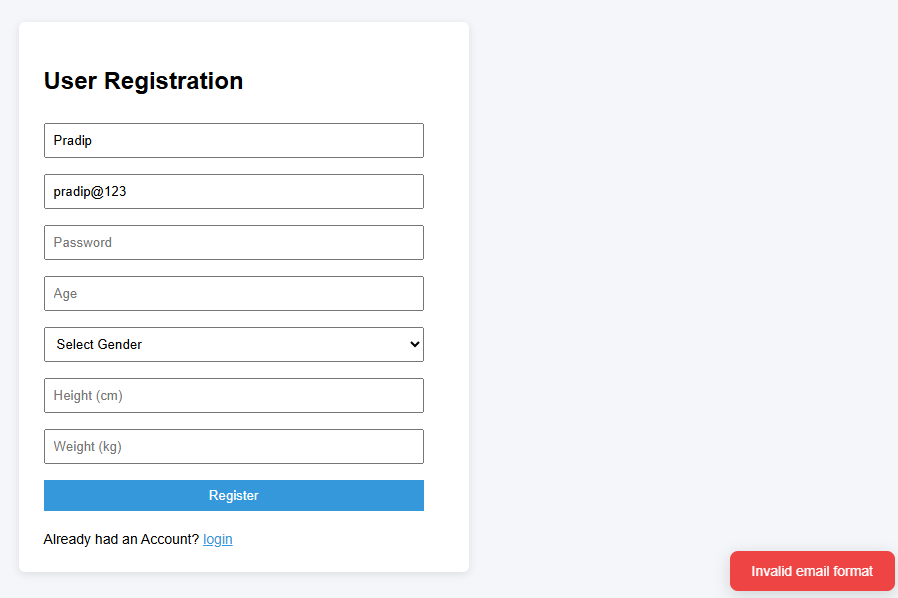 User Registration
Pradip
pradip@123
Password
Age
Select Gender
Height (cm)
Weight (kg)
Register
Already had an Account? login
Invalid email format